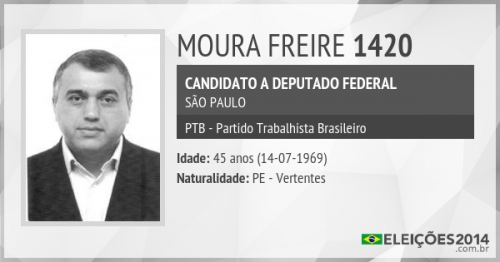 MOURA FREIRE 1420
CANDIDATO A DEPUTADO FEDERAL
SÃO PAULO
PTB - Partido Trabalhista Brasileiro
Idade: 45 anos (14-07-1969)
Naturalidade: PE - Vertentes
ELEIÇÕES2014
.com.br